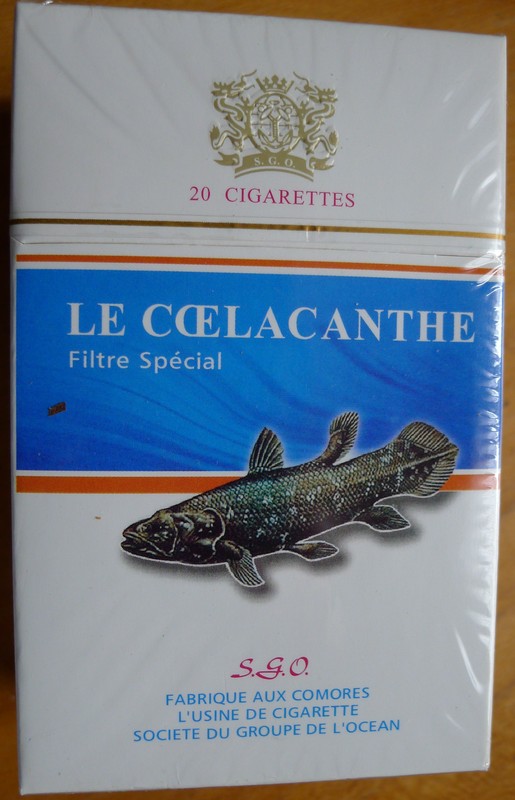 S.G.O.
20 CIGARETTES
LE CŒLACANTHE
Filtre Spécial
S.G.O.
FABRIQUE AUX COMORES
L'USINE DE CIGARETTE
SOCIETE DU GROUPE DE L'OCEAN